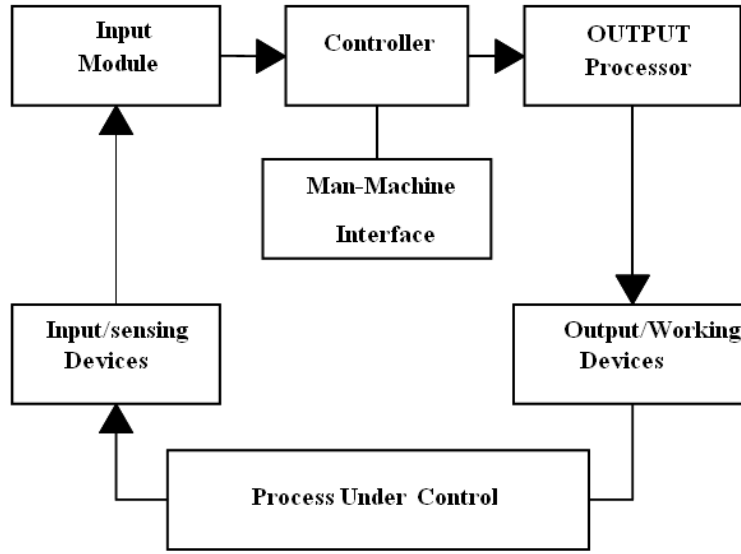 Input
Module
Controller
OUTPUT
Processor
Man-Machine
Interface
Input/sensing
Devices
Output/Working
Devices
Process Under Control